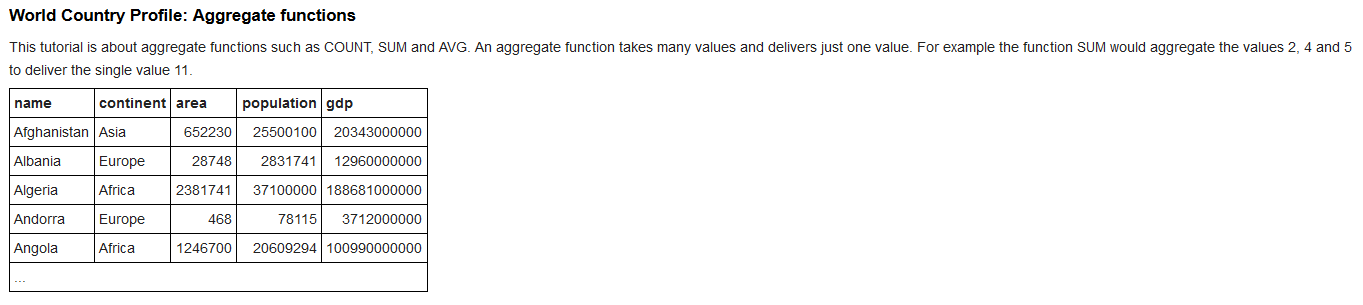 World Country Profile: Aggregate functions
This tutorial is about aggregate functions such as COUNT, SUM and AVG. An aggregate function takes many values and delivers just one value. For example the function SUM would aggregate the values 2, 4 and 5
to deliver the single value 11.
name continent area population gdp
Afghanistan Asia 652230 25500100 20343000000
Albania Europe 28748 2831741 12960000000
Algeria Africa 2381741 37100000 188681000000
Andorra Europe 468 78115 3712000000
Angola Africa 1246700 20609294 100990000000
...